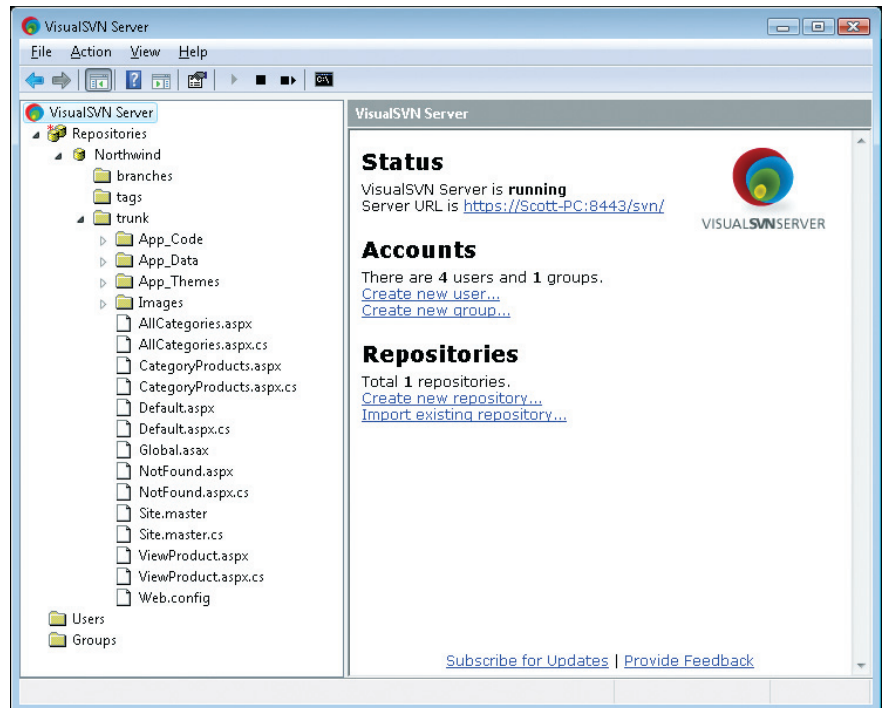 VisualSVN Server
File Action View Help
VisualSVN Server
Repositories
Northwind
branches
tags
trunk
App_Code
App_Data
App_Themes
Images
AllCategories.aspx
AllCategories.aspx.cs
CategoryProducts.aspx
CategoryProducts.aspx.cs
Default.aspx
Default.aspx.cs
Global.asax
NotFound.aspx
NotFound.aspx.cs
Site.master
Site.master.cs
ViewProduct.aspx
ViewProduct.aspx.cs
Web.config
Users
Groups
VisualSVN Server
Status
VisualSVN Server is running
Server URL is https://Scott-PC:8443/svn/
VISUALSVNSERVER
Accounts
There are 4 users and 1 groups.
Create new user...
Create new group...
Repositories
Total 1 repositories.
Create new repository...
Import existing repository...
Subscribe for Updates | Provide Feedback